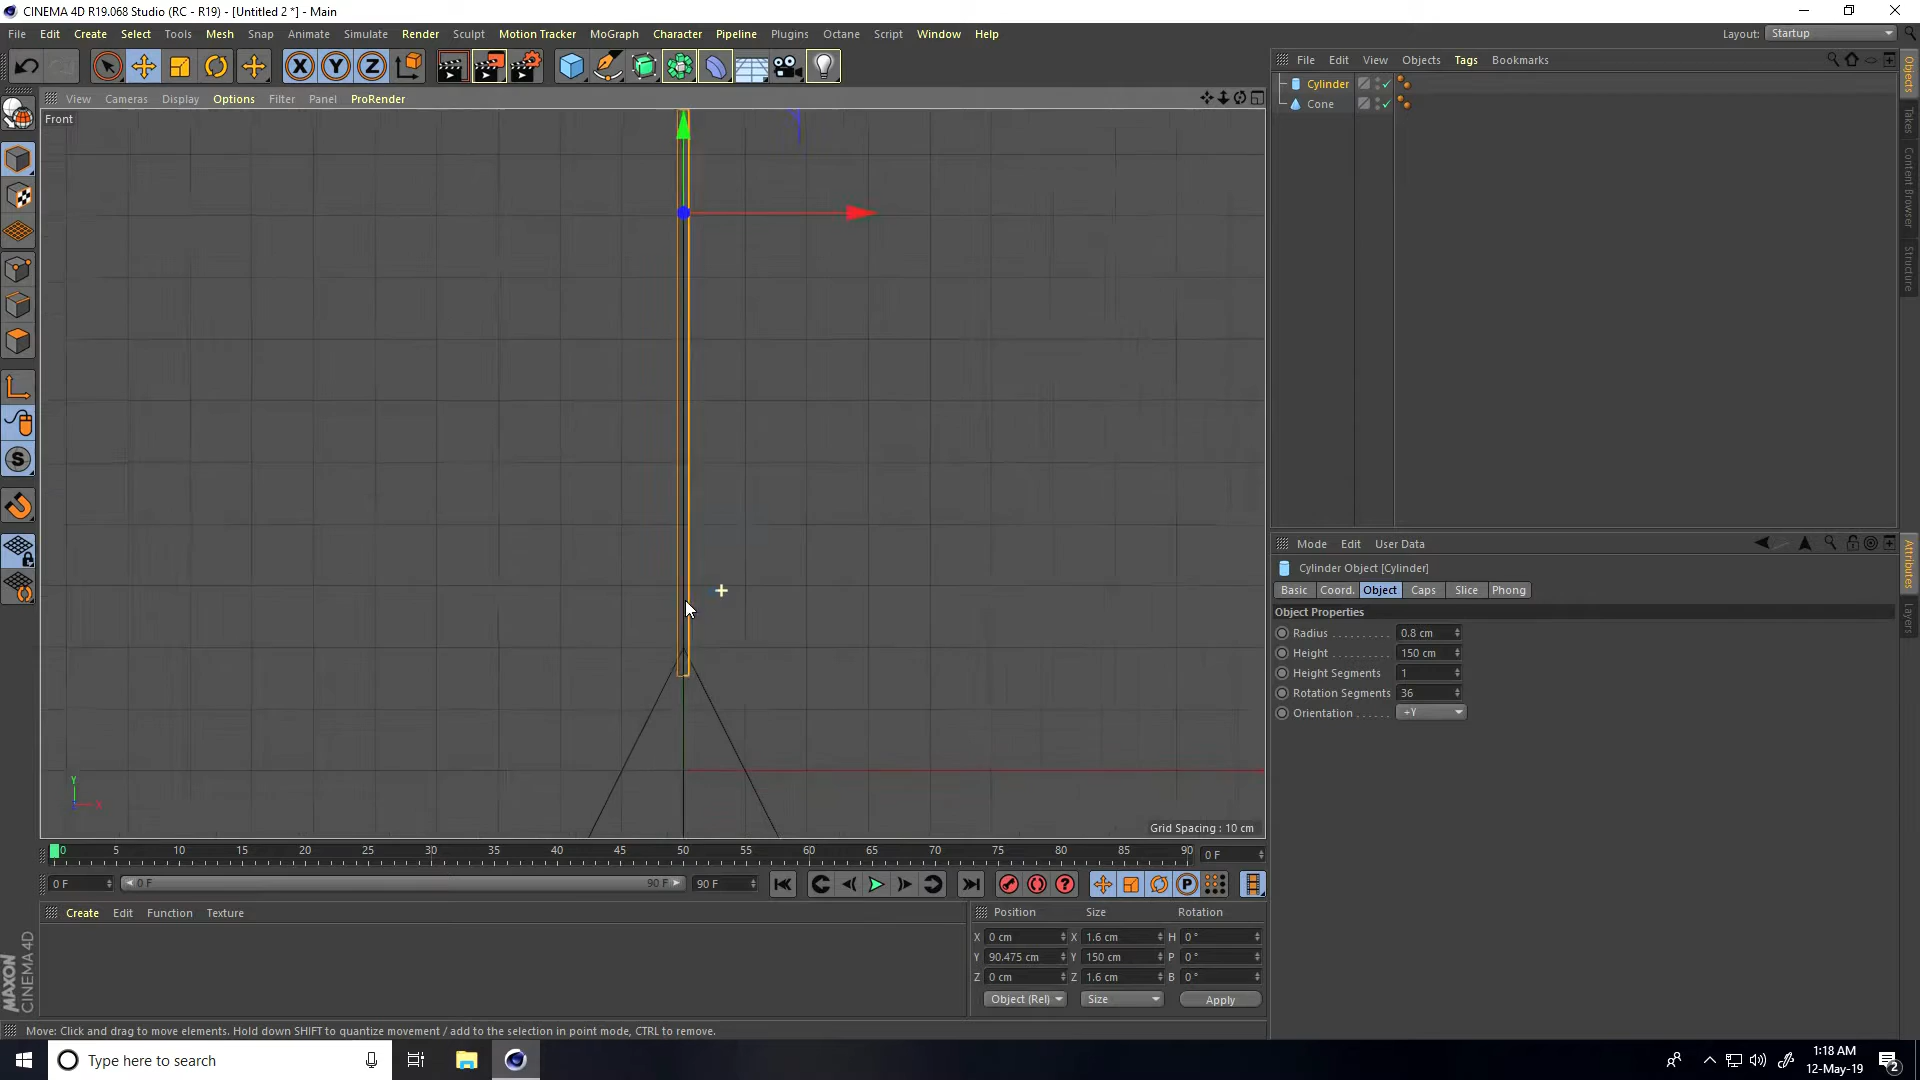 CINEMA 4D R19.068 Studio (RC - R19) - [Untitled 2 *] - Main
File Edit Create Select Tools Mesh Snap Animate Simulate Render Sculpt Motion Tracker MoGraph Character Pipeline Plugins Octane Script Window Help
Layout: Startup
View Cameras Display Options Filter Panel ProRender
File Edit View Objects Tags Bookmarks
Front
Cylinder
Cone
Objects
Takes
Content Browser
Structure
Mode Edit User Data
Cylinder Object [Cylinder]
Basic Coord. Object Caps Slice Phong
Object Properties
Radius 0.8 cm
Height 150 cm
Height Segments 1
Rotation Segments 36
Orientation +Y
Attributes
Layers
Y
X
Grid Spacing : 10 cm
0 5 10 15 20 25 30 35 40 45 50 55 60 65 70 75 80 85 90
0 F
0 F 0 F 90 F 90 F
Create Edit Function Texture
Position Size Rotation
X 0 cm X 1.6 cm H 0 °
Y 90.475 cm Y 150 cm P 0 °
Z 0 cm Z 1.6 cm B 0 °
Object (Rel) Size Apply
MAXON
CINEMA 4D
Move: Click and drag to move elements. Hold down SHIFT to quantize movement / add to the selection in point mode, CTRL to remove.
Type here to search
1:18 AM
12-May-19
2